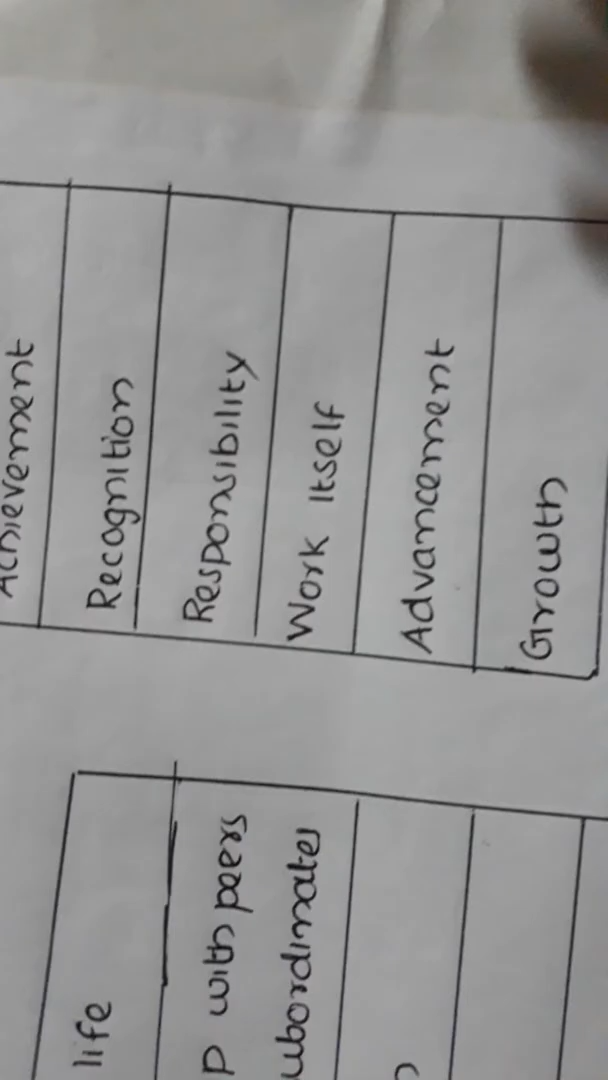 Achievement
Recognition
Responsibility
Work Itself
Advancement
Growth
life
P with peers
ubordinates